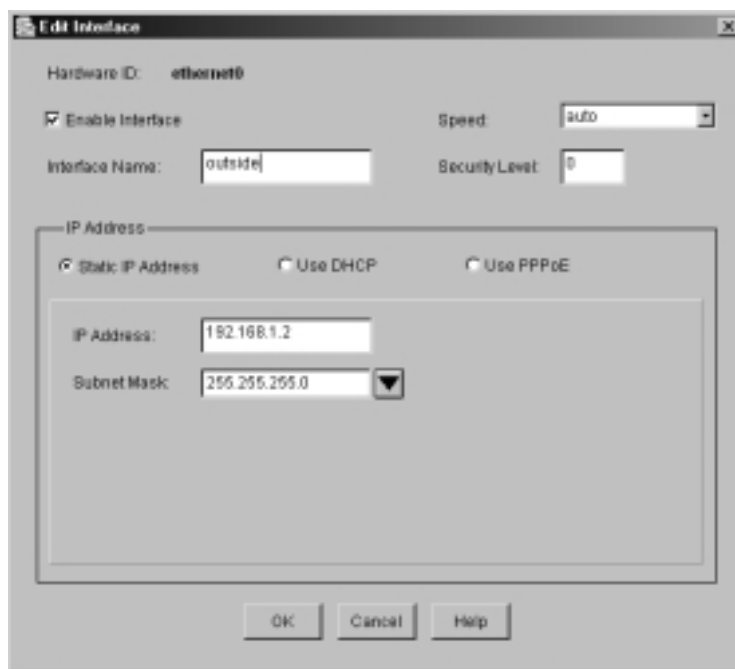 Edit Interface
Hardware ID: ethernet0
Enable Interface Speed: auto
Interface Name: outside Security Level: 0
IP Address
Static IP Address Use DHCP Use PPPoE
IP Address: 192.168.1.2
Subnet Mask: 255.255.255.0
OK Cancel Help